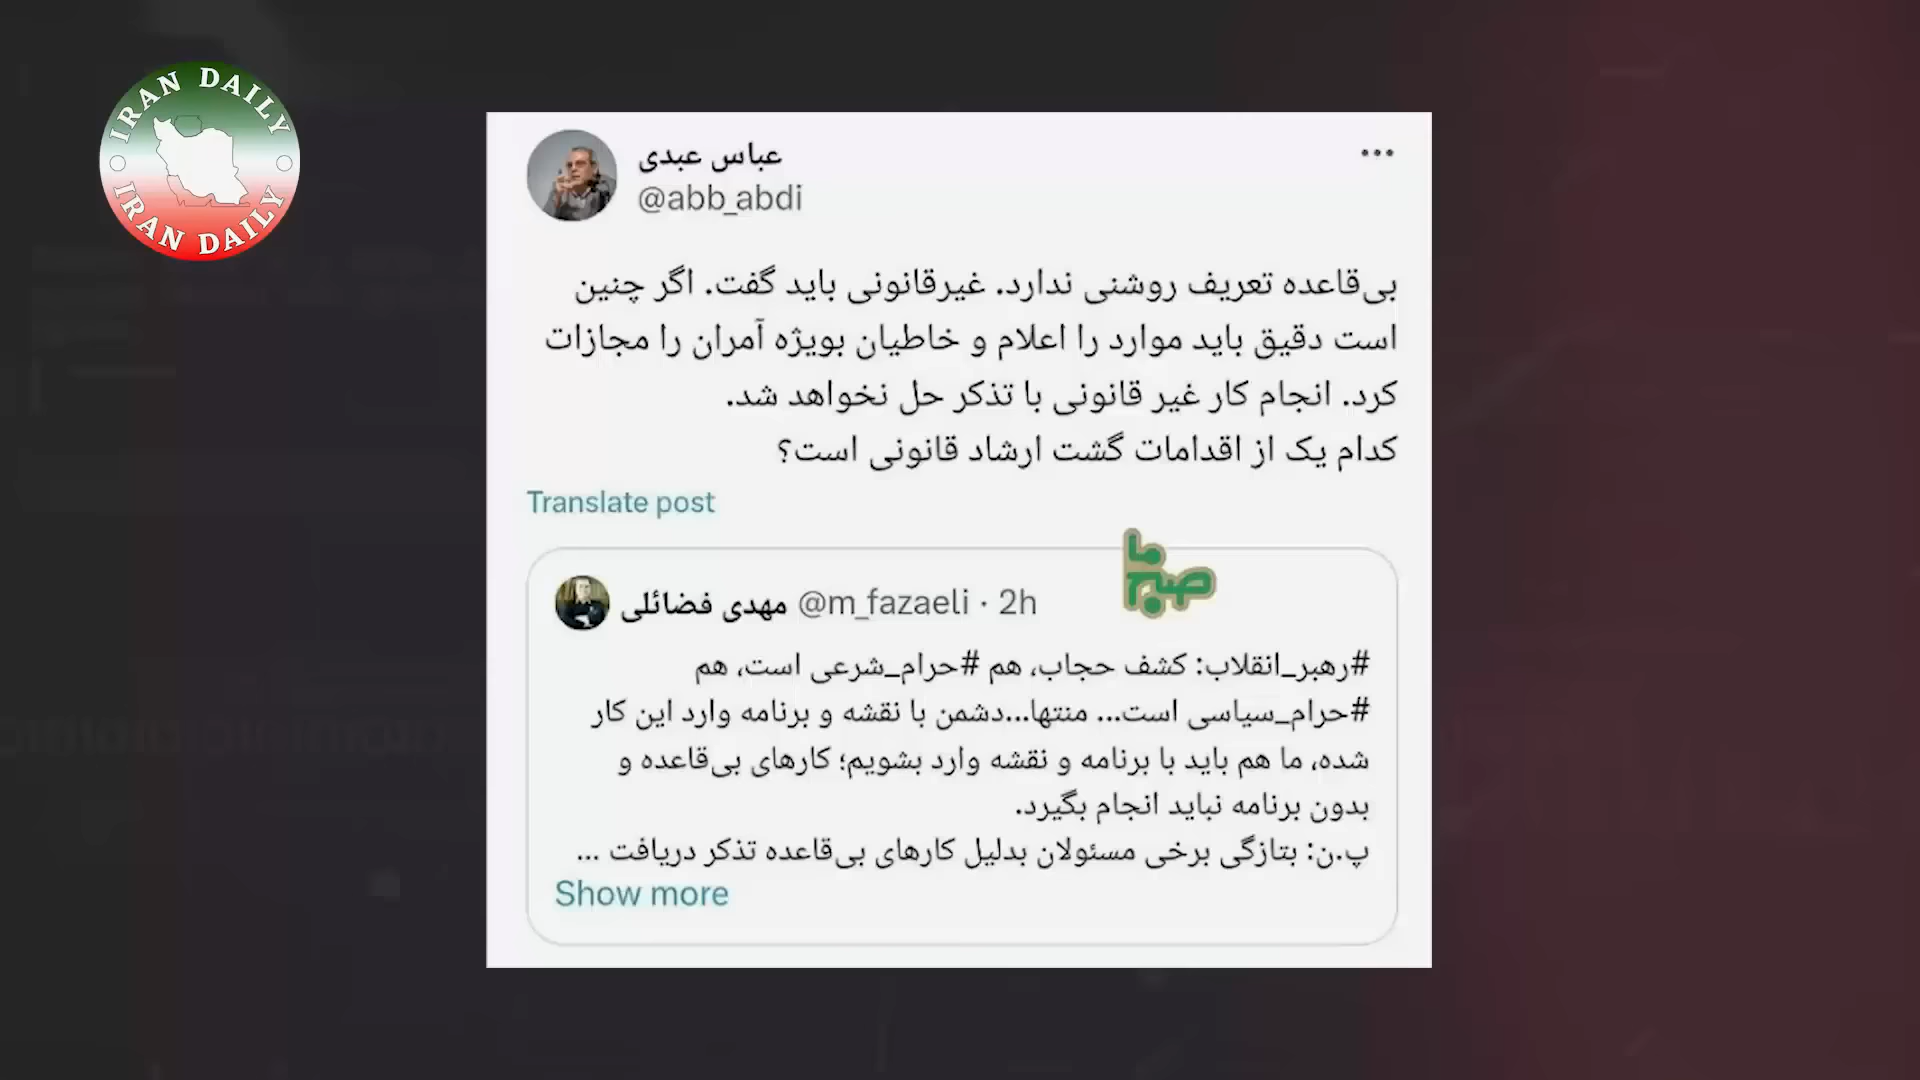 IRAN DAILY
IRAN DAILY
عباس عبدی
@abb_abdi
بی‌قاعده تعریف روشنی ندارد. غیرقانونی باید گفت. اگر چنین
است دقیق باید موارد را اعلام و خاطیان بویژه آمران را مجازات
کرد. انجام کار غیر قانونی با تذکر حل نخواهد شد.
کدام یک از اقدامات گشت ارشاد قانونی است؟
Translate post
صبح ما
مهدی فضائلی @m_fazaeli · 2h
#رهبر_انقلاب: کشف حجاب، هم #حرام_شرعی است، هم
#حرام_سیاسی است... منتها...دشمن با نقشه و برنامه وارد این کار
شده، ما هم باید با برنامه و نقشه وارد بشویم؛ کارهای بی‌قاعده و
بدون برنامه نباید انجام بگیرد.
پ.ن: بتازگی برخی مسئولان بدلیل کارهای بی‌قاعده تذکر دریافت ...
Show more